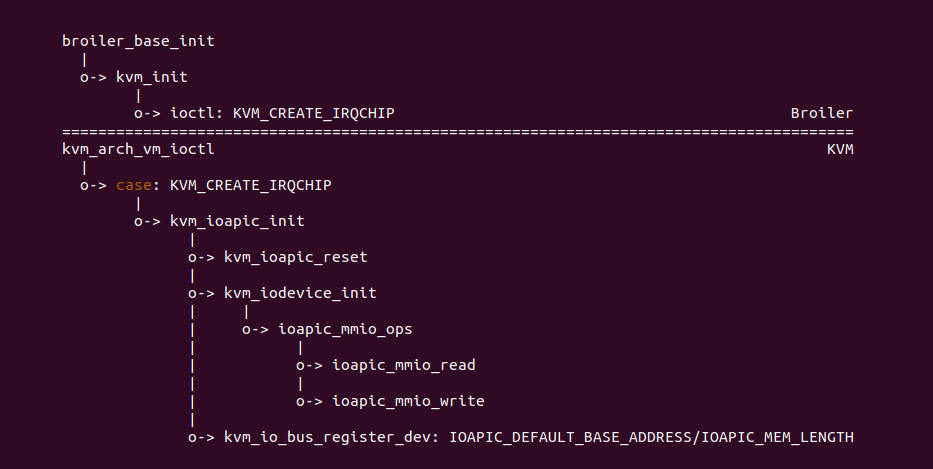 broiler_base_init
  |
  o-> kvm_init
        |
        o-> ioctl: KVM_CREATE_IRQCHIP                                            Broiler
========================================================================================
kvm_arch_vm_ioctl                                                                    KVM
  |
  o-> case: KVM_CREATE_IRQCHIP
        |
        o-> kvm_ioapic_init
              |
              o-> kvm_ioapic_reset
              |
              o-> kvm_iodevice_init
              |     |
              |     o-> ioapic_mmio_ops
              |           |
              |           o-> ioapic_mmio_read
              |           |
              |           o-> ioapic_mmio_write
              |
              o-> kvm_io_bus_register_dev: IOAPIC_DEFAULT_BASE_ADDRESS/IOAPIC_MEM_LENGTH